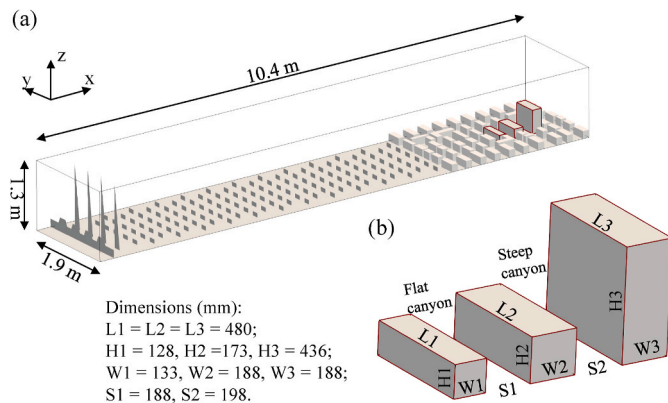 (a)
z
y
x
10.4 m
1.3 m
1.9 m
(b)
Flat
canyon
Steep
canyon
L1
L2
L3
H1
H2
H3
W1
W2
W3
S1
S2
Dimensions (mm):
L1 = L2 = L3 = 480;
H1 = 128, H2 =173, H3 = 436;
W1 = 133, W2 = 188, W3 = 188;
S1 = 188, S2 = 198.